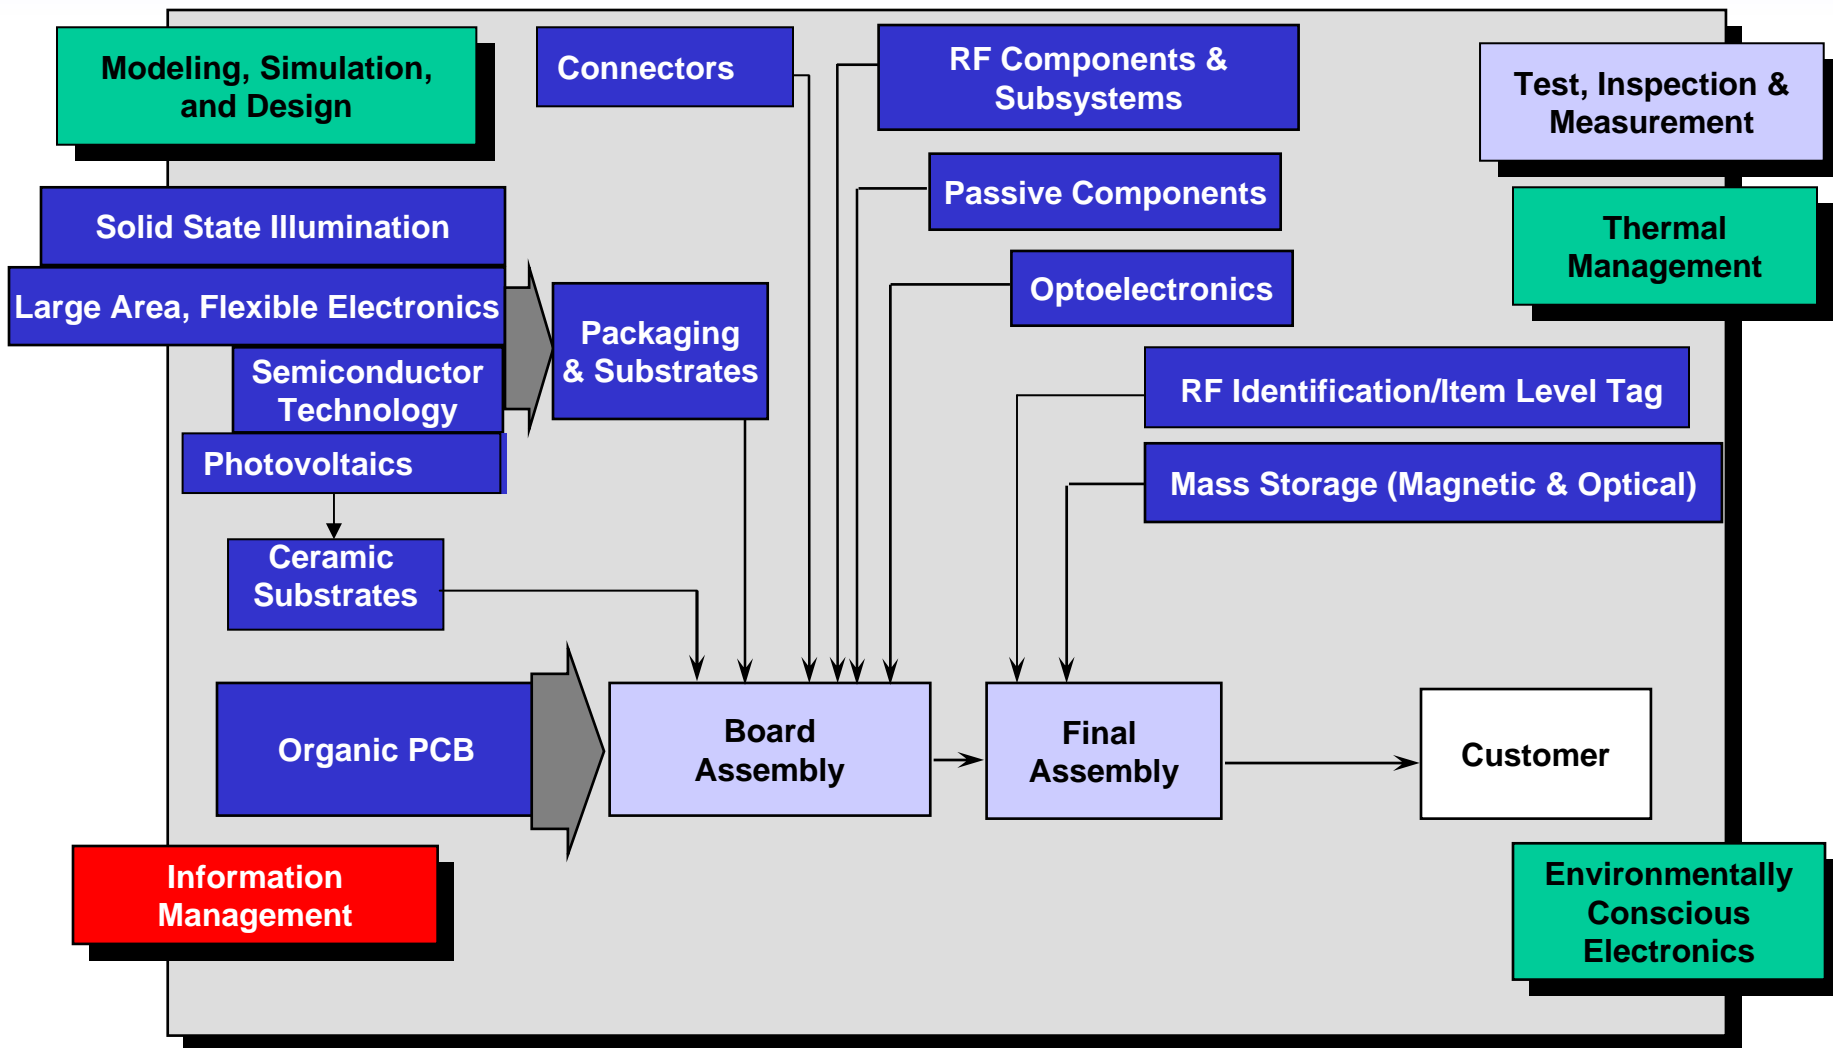 Modeling, Simulation,
and Design
Connectors
RF Components &
Subsystems
Test, Inspection &
Measurement
Solid State Illumination
Passive Components
Thermal
Management
Large Area, Flexible Electronics
Optoelectronics
Packaging
& Substrates
Semiconductor
Technology
RF Identification/Item Level Tag
Photovoltaics
Mass Storage (Magnetic & Optical)
Ceramic
Substrates
Organic PCB
Board
Assembly
Final
Assembly
Customer
Information
Management
Environmentally
Conscious
Electronics